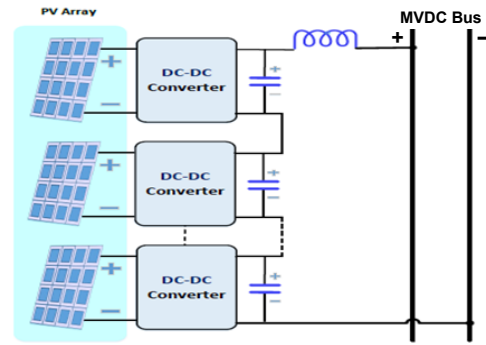 PV Array
MVDC Bus
+ −
+
−
DC-DC
Converter
+
−
+
−
DC-DC
Converter
+
−
+
−
DC-DC
Converter
+
−